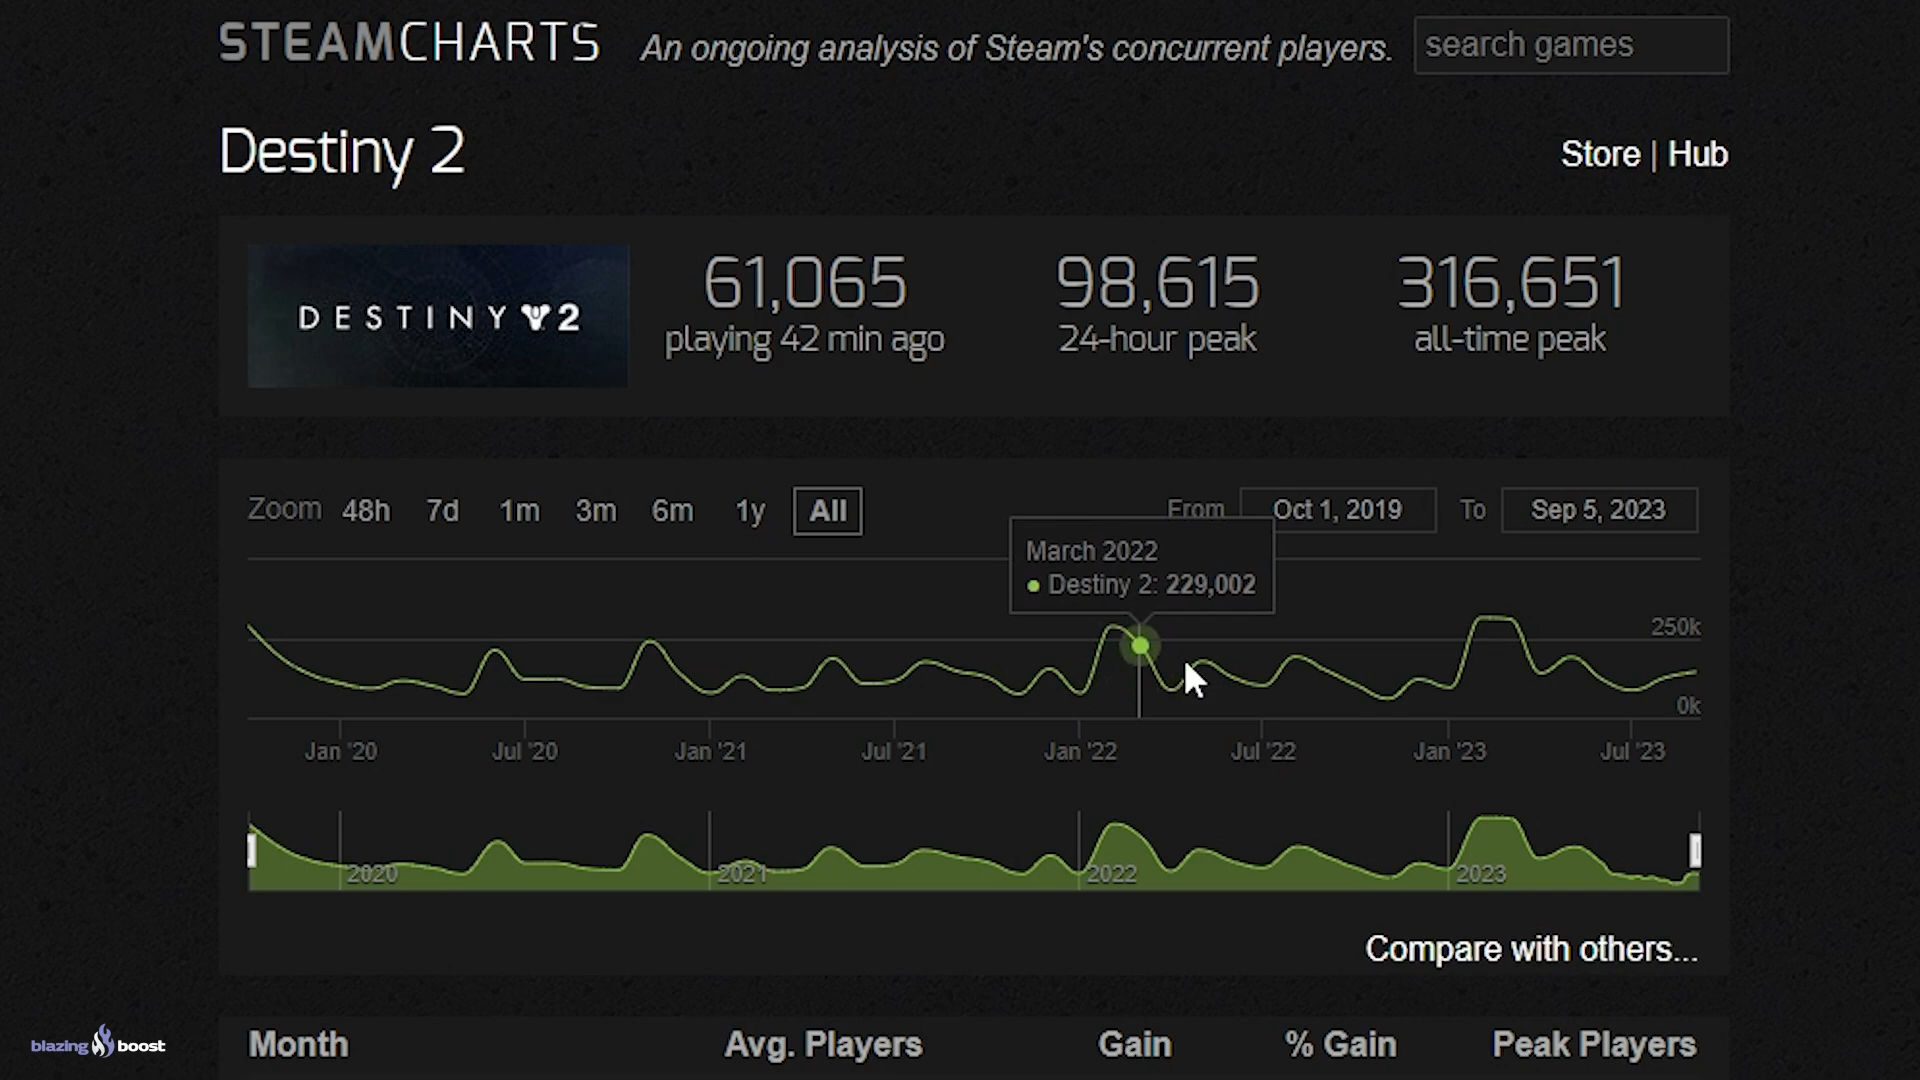 STEAMCHARTS An ongoing analysis of Steam's concurrent players. search games
Destiny 2 Store | Hub
DESTINY 2
61,065 98,615 316,651
playing 42 min ago 24-hour peak all-time peak
Zoom 48h 7d 1m 3m 6m 1y All From Oct 1, 2019 To Sep 5, 2023
March 2022
Destiny 2: 229,002
250k
0k
Jan '20 Jul '20 Jan '21 Jul '21 Jan '22 Jul '22 Jan '23 Jul '23
2020 2021 2022 2023
Compare with others...
Month Avg. Players Gain % Gain Peak Players
blazing boost